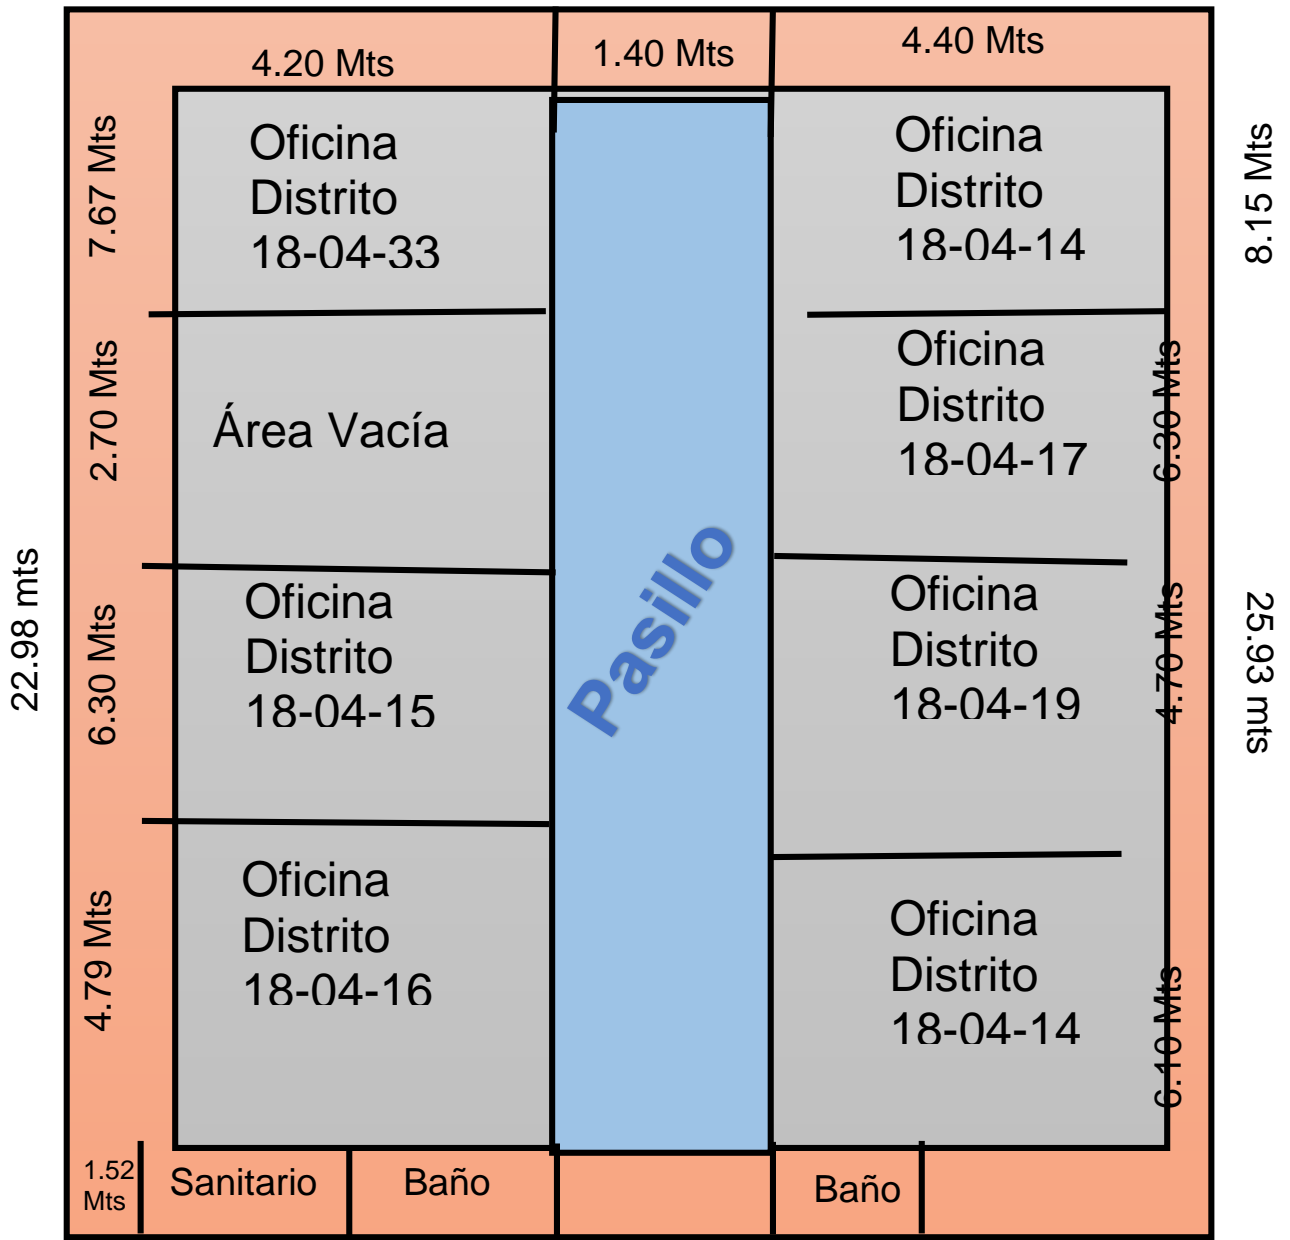 4.20 Mts
1.40 Mts
4.40 Mts
7.67 Mts
Oficina
Distrito
18-04-33
Oficina
Distrito
18-04-14
8.15 Mts
2.70 Mts
Área Vacía
Oficina
Distrito
18-04-17
6.30 Mts
22.98 mts
6.30 Mts
Oficina
Distrito
18-04-15
Pasillo
Oficina
Distrito
18-04-19
4.70 Mts
25.93 mts
4.79 Mts
Oficina
Distrito
18-04-16
Oficina
Distrito
18-04-14
6.10 Mts
1.52
Mts
Sanitario
Baño
Baño